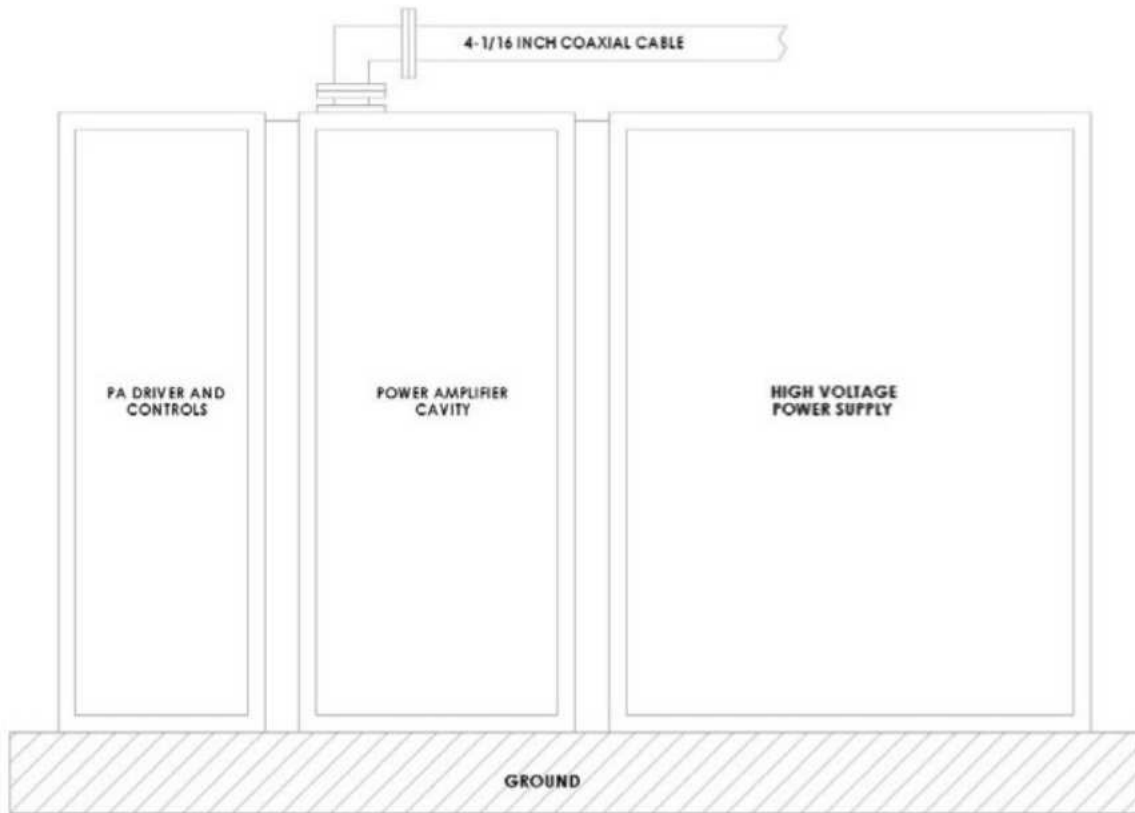 4-1/16 INCH COAXIAL CABLE
PA DRIVER AND
CONTROLS
POWER AMPLIFIER
CAVITY
HIGH VOLTAGE
POWER SUPPLY
GROUND